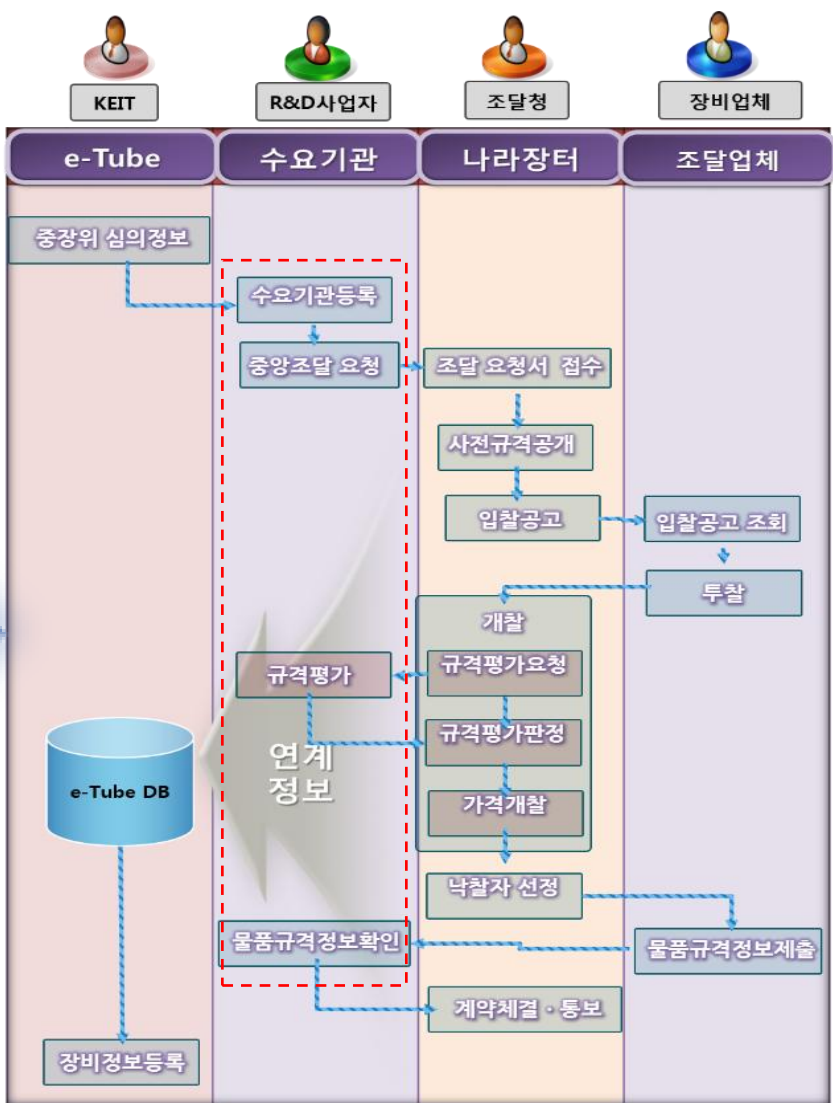 KEIT
R&D사업자
조달청
장비업체
e-Tube
수요기관
나라장터
조달업체
중장위 심의정보
수요기관등록
중앙조달 요청
조달 요청서 접수
사전규격공개
입찰공고
입찰공고 조회
투찰
개찰
규격평가
규격평가요청
규격평가판정
연계
정보
e-Tube DB
가격개찰
낙찰자 선정
물품규격정보확인
물품규격정보제출
계약체결·통보
장비정보등록